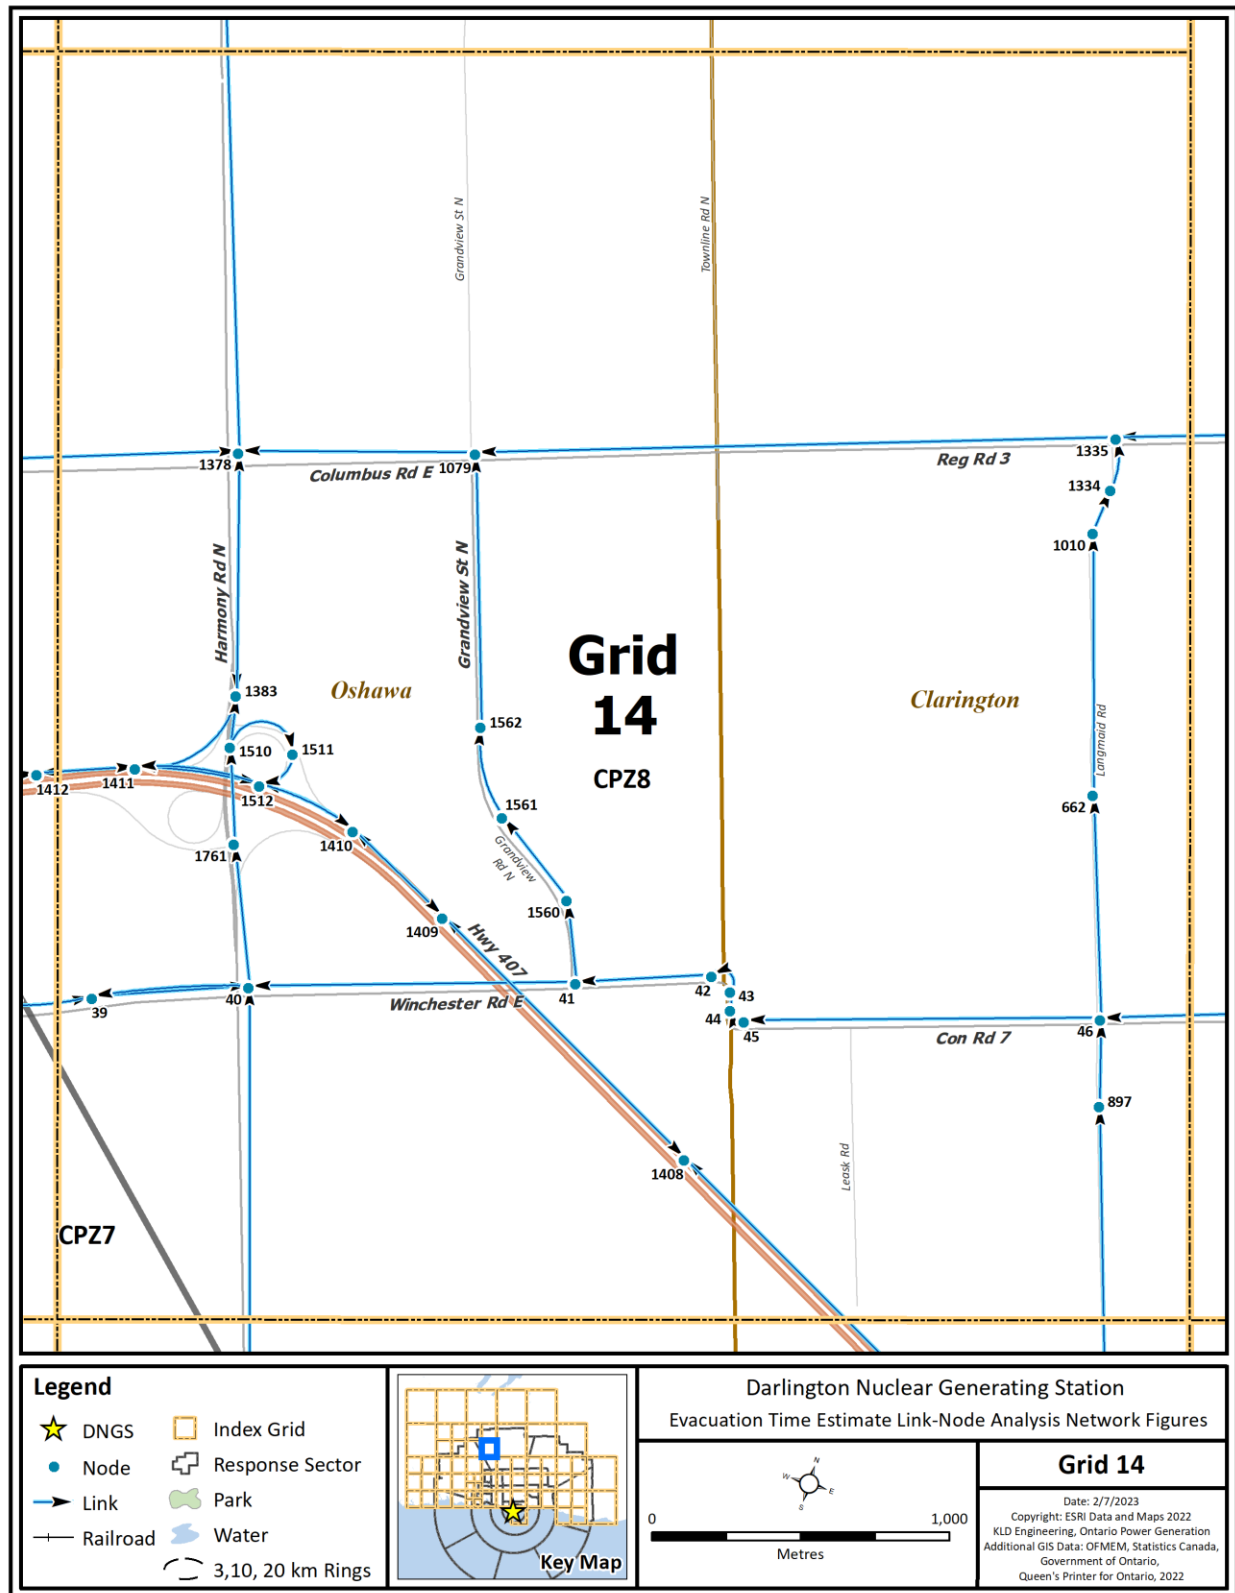 Grandview St N
Townline Rd N
1378
Columbus Rd E
1079
Reg Rd 3
1335
1334
1010
Harmony Rd N
Grandview St N
Grid
14
CPZ8
Oshawa
Clarington
1383
1562
1510
1511
1411
1412
1512
Langmaid Rd
662
1561
1410
Grandview
Rd N
1761
1560
1409
Hwy 407
42
43
41
40
39
Winchester Rd E
44
45
46
Con Rd 7
897
1408
Leask Rd
CPZ7
Legend
DNGS
Node
Link
Railroad
Index Grid
Response Sector
Park
Water
3,10, 20 km Rings
Key Map
Darlington Nuclear Generating Station
Evacuation Time Estimate Link-Node Analysis Network Figures
N
W
E
S
0 1,000
Metres
Grid 14
Date: 2/7/2023
Copyright: ESRI Data and Maps 2022
KLD Engineering, Ontario Power Generation
Additional GIS Data: OFMEM, Statistics Canada,
Government of Ontario,
Queen's Printer for Ontario, 2022